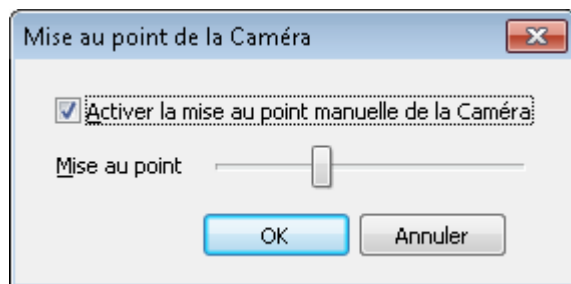 Mise au point de la Caméra
Activer la mise au point manuelle de la Caméra
Mise au point
OK Annuler